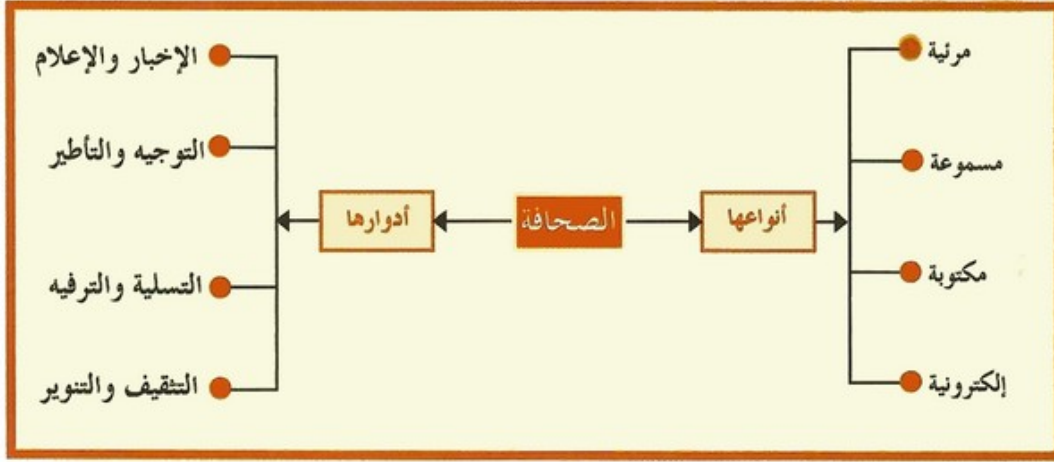 الصحافة
أنواعها
مرئية
مسموعة
مكتوبة
إلكترونية
أدوارها
الإخبار والإعلام
التوجيه والتأطير
التسلية والترفيه
التثقيف والتنوير